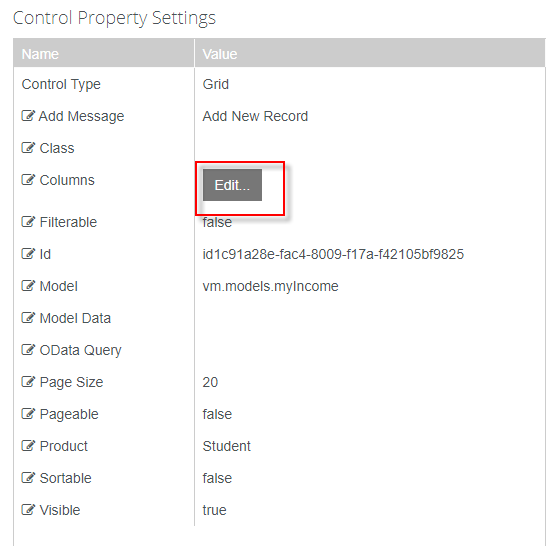 Control Property Settings
Name Value
Control Type Grid
Add Message Add New Record
Class
Columns Edit...
Filterable false
Id id1c91a28e-fac4-8009-f17a-f42105bf9825
Model vm.models.myIncome
Model Data
OData Query
Page Size 20
Pageable false
Product Student
Sortable false
Visible true